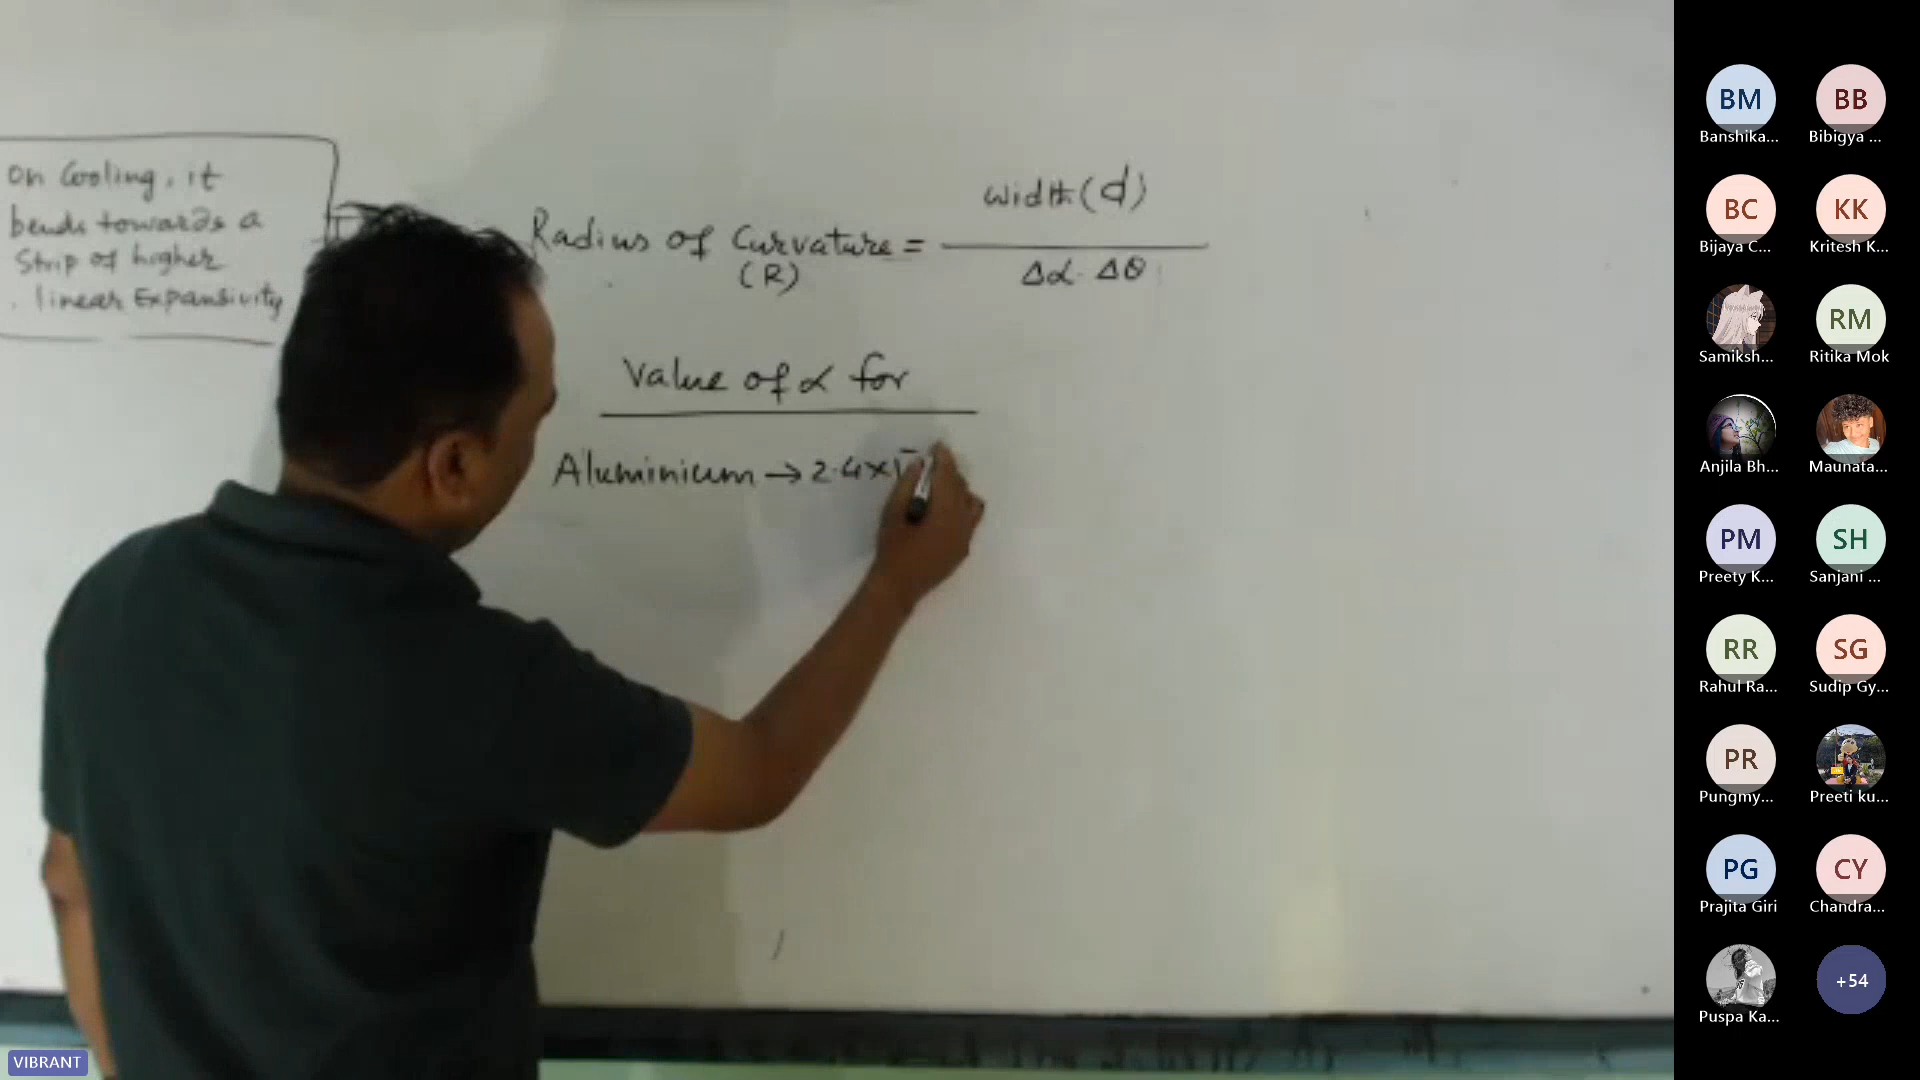 on Cooling, it
bends towards a
Strip of higher
linear Expansivity
Radius of Curvature =
(R)
width (d)
Δα. Δθ
Value of α for
Aluminium → 2.4×1
BM
Banshika...
BB
Bibigya ...
BC
Bijaya C...
KK
Kritesh K...
Samiksh...
RM
Ritika Mok
Anjila Bh...
Maunata...
PM
Preety K...
SH
Sanjani ...
RR
Rahul Ra...
SG
Sudip Gy...
PR
Pungmy...
Preeti ku...
PG
Prajita Giri
CY
Chandra...
Puspa Ka...
+54
VIBRANT